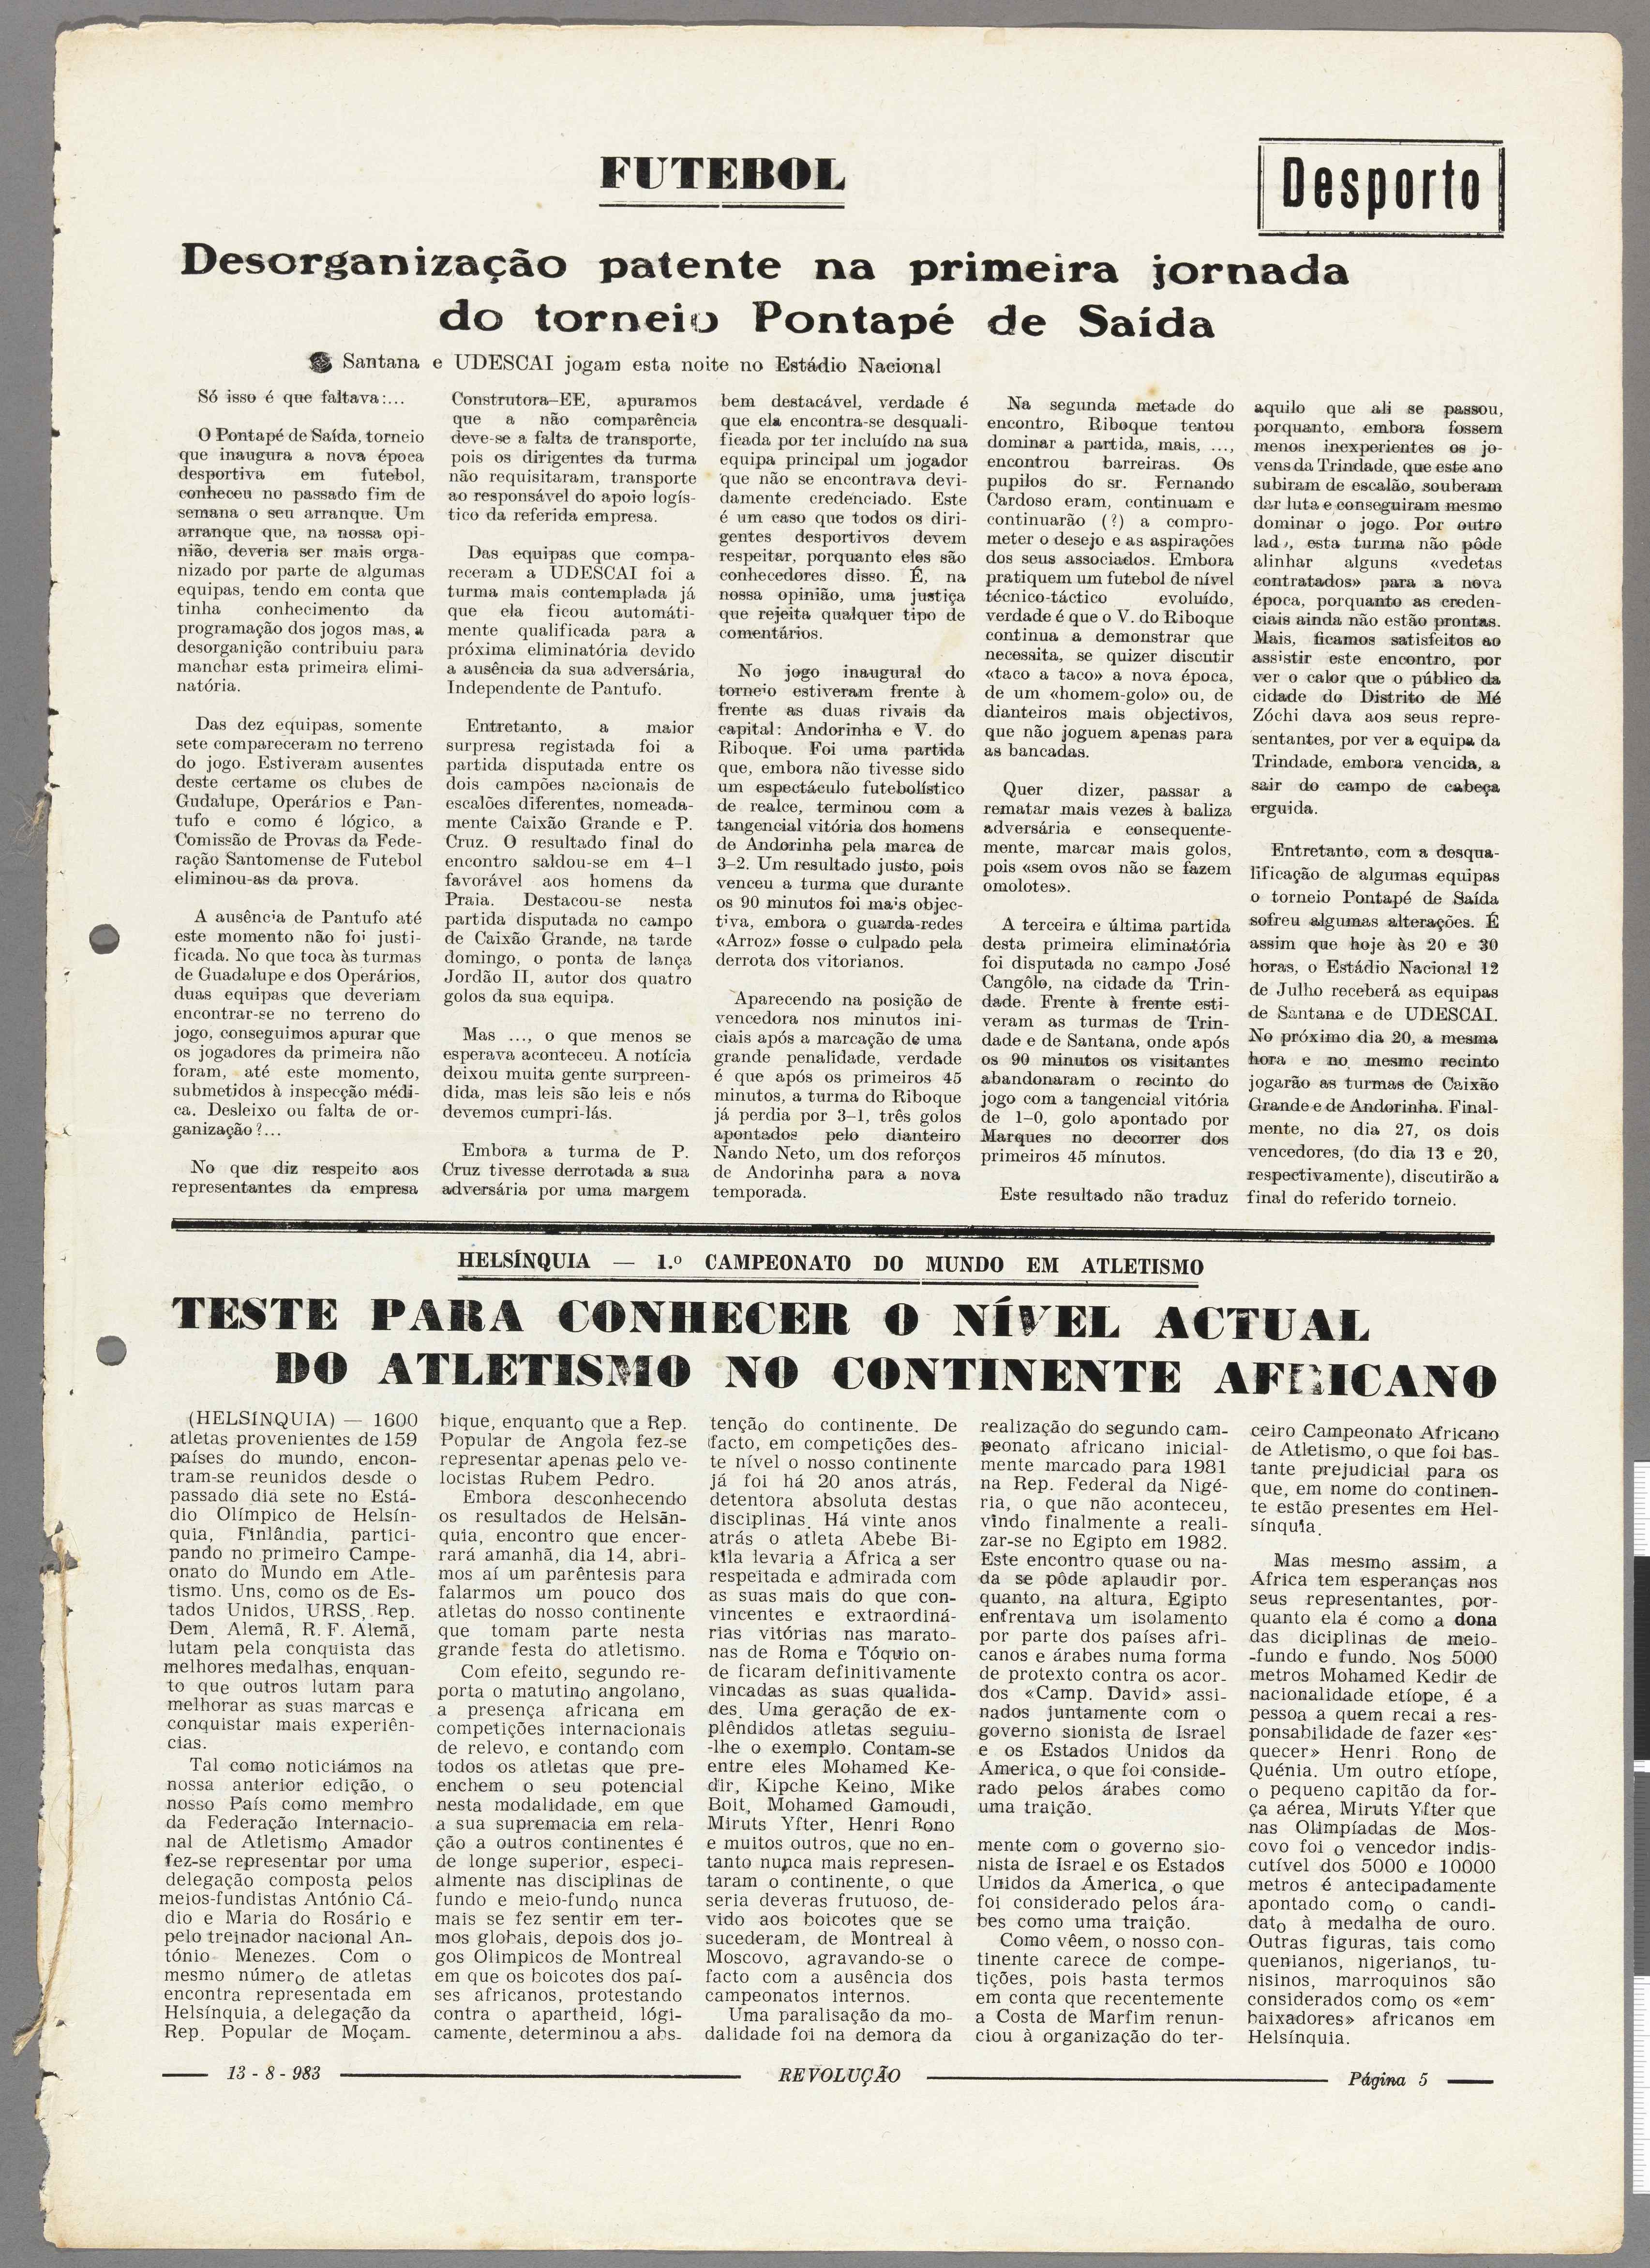 FUTEBOL
Desporto
Desorganização patente na primeira jornada
do torneio Pontapé de Saída
Santana e UDESCAI jogam esta noite no Estádio Nacional
Só isso é que faltava:...
O Pontapé de Saída, torneio
que inaugura a nova época
desportiva em futebol,
conheceu no passado fim de
semana o seu arranque. Um
arranque que, na nossa opi-
nião, deveria ser mais orga-
nizado por parte de algumas
equipas, tendo em conta que
tinha conhecimento da
programação dos jogos mas, a
desorganição contribuiu para
manchar esta primeira elimi-
natória.
Das dez equipas, somente
sete compareceram no terreno
do jogo. Estiveram ausentes
deste certame os clubes de
Gudalupe, Operários e Pan-
tufo e como é lógico, a
Comissão de Provas da Fede-
ração Santomense de Futebol
eliminou-as da prova.
A ausência de Pantufo até
este momento não foi justi-
ficada. No que toca às turmas
de Guadalupe e dos Operários,
duas equipas que deveriam
encontrar-se no terreno do
jogo, conseguimos apurar que
os jogadores da primeira não
foram, até este momento,
submetidos à inspecção médi-
ca. Desleixo ou falta de or-
ganização?...
No que diz respeito aos
representantes da empresa
Construtora–EE, apuramos
que a não comparência
deve-se a falta de transporte,
pois os dirigentes da turma
não requisitaram, transporte
ao responsável do apoio logís-
tico da referida empresa.
Das equipas que compa-
receram a UDESCAI foi a
turma mais contemplada já
que ela ficou automáti-
mente qualificada para a
próxima eliminatória devido
a ausência da sua adversária,
Independente de Pantufo.
Entretanto, a maior
surpresa registada foi a
partida disputada entre os
dois campões nacionais de
escalões diferentes, nomeada-
mente Caixão Grande e P.
Cruz. O resultado final do
encontro saldou-se em 4–1
favorável aos homens da
Praia. Destacou-se nesta
partida disputada no campo
de Caixão Grande, na tarde
domingo, o ponta de lança
Jordão II, autor dos quatro
golos da sua equipa.
Mas ..., o que menos se
esperava aconteceu. A notícia
deixou muita gente surpreen-
dida, mas leis são leis e nós
devemos cumpri-lás.
Embora a turma de P.
Cruz tivesse derrotada a sua
adversária por uma margem
bem destacável, verdade é
que ela encontra-se desquali-
ficada por ter incluído na sua
equipa principal um jogador
que não se encontrava devi-
damente credenciado. Este
é um caso que todos os diri-
gentes desportivos devem
respeitar, porquanto eles são
conhecedores disso. É, na
nossa opinião, uma justiça
que rejeita qualquer tipo de
comentários.
No jogo inaugural do
torneio estiveram frente à
frente as duas rivais da
capital: Andorinha e V. do
Riboque. Foi uma partida
que, embora não tivesse sido
um espectáculo futebolístico
de realce, terminou com a
tangencial vitória dos homens
de Andorinha pela marca de
3–2. Um resultado justo, pois
venceu a turma que durante
os 90 minutos foi mais objec-
tiva, embora o guarda-redes
«Arroz» fosse o culpado pela
derrota dos vitorianos.
Aparecendo na posição de
vencedora nos minutos ini-
ciais após a marcação de uma
grande penalidade, verdade
é que após os primeiros 45
minutos, a turma do Riboque
já perdia por 3–1, três golos
apontados pelo dianteiro
Nando Neto, um dos reforços
de Andorinha para a nova
temporada.
Na segunda metade do
encontro, Riboque tentou
dominar a partida, mais, ...,
encontrou barreiras. Os
pupilos do sr. Fernando
Cardoso eram, continuam e
continuarão (?) a compro-
meter o desejo e as aspirações
dos seus associados. Embora
pratiquem um futebol de nível
técnico-táctico evoluído,
verdade é que o V. do Riboque
continua a demonstrar que
necessita, se quizer discutir
«taco a taco» a nova época,
de um «homem-golo» ou, de
dianteiros mais objectivos,
que não joguem apenas para
as bancadas.
Quer dizer, passar a
rematar mais vezes à baliza
adversária e consequente-
mente, marcar mais golos,
pois «sem ovos não se fazem
omolotes».
A terceira e última partida
desta primeira eliminatória
foi disputada no campo José
Cangôlo, na cidade da Trin-
dade. Frente à frente esti-
veram as turmas de Trin-
dade e de Santana, onde após
os 90 minutos os visitantes
abandonaram o recinto do
jogo com a tangencial vitória
de 1–0, golo apontado por
Marques no decorrer dos
primeiros 45 mínutos.
Este resultado não traduz
aquilo que ali se passou,
porquanto, embora fossem
menos inexperientes os jo-
vens da Trindade, que este ano
subiram de escalão, souberam
dar luta e conseguiram mesmo
dominar o jogo. Por outro
lado, esta turma não pôde
alinhar alguns «vedetas
contratados» para a nova
época, porquanto as creden-
ciais ainda não estão prontas.
Mais, ficamos satisfeitos ao
assistir este encontro, por
ver o calor que o público da
cidade do Distrito de Mé
Zóchi dava aos seus repre-
sentantes, por ver a equipa da
Trindade, embora vencida, a
sair do campo de cabeça
erguida.
Entretanto, com a desqua-
lificação de algumas equipas
o torneio Pontapé de Saída
sofreu algumas alterações. É
assim que hoje às 20 e 30
horas, o Estádio Nacional 12
de Julho receberá as equipas
de Santana e de UDESCAI.
No próximo dia 20, a mesma
hora e no mesmo recinto
jogarão as turmas de Caixão
Grande e de Andorinha. Final-
mente, no dia 27, os dois
vencedores, (do dia 13 e 20,
respectivamente), discutirão a
final do referido torneio.
HELSÍNQUIA — 1.º CAMPEONATO DO MUNDO EM ATLETISMO
TESTE PARA CONHECER O NÍVEL ACTUAL
DO ATLETISMO NO CONTINENTE AFRICANO
(HELSINQUIA) — 1600
atletas provenientes de 159
países do mundo, encon-
tram-se reunidos desde o
passado dia sete no Está-
dio Olímpico de Helsín-
quia, Finlândia, partici-
pando no primeiro Campe-
onato do Mundo em Atle-
tismo. Uns, como os de Es-
tados Unidos, URSS, Rep.
Dem. Alemã, R. F. Alemã,
lutam pela conquista das
melhores medalhas, enquan-
to que outros lutam para
melhorar as suas marcas e
conquistar mais experiên-
cias.
Tal como noticiámos na
nossa anterior edição, o
nosso País como membro
da Federação Internacio-
nal de Atletismo Amador
fez-se representar por uma
delegação composta pelos
meios-fundistas António Cá-
dio e Maria do Rosário e
pelo treinador nacional An-
tónio Menezes. Com o
mesmo número de atletas
encontra representada em
Helsínquia, a delegação da
Rep. Popular de Moçam-
bique, enquanto que a Rep.
Popular de Angola fez-se
representar apenas pelo ve-
locistas Rubem Pedro.
Embora desconhecendo
os resultados de Helsân-
quia, encontro que encer-
rará amanhã, dia 14, abri-
mos aí um parêntesis para
falarmos um pouco dos
atletas do nosso continente
que tomam parte nesta
grande festa do atletismo.
Com efeito, segundo re-
porta o matutino angolano,
a presença africana em
competições internacionais
de relevo, e contando com
todos os atletas que pre-
enchem o seu potencial
nesta modalidade, em que
a sua supremacia em rela-
ção a outros continentes é
de longe superior, especi-
almente nas disciplinas de
fundo e meio-fundo nunca
mais se fez sentir em ter-
mos globais, depois dos jo-
gos Olimpicos de Montreal
em que os boicotes dos paí-
ses africanos, protestando
contra o apartheid, lógi-
camente, determinou a abs-
tenção do continente. De
facto, em competições des-
te nível o nosso continente
já foi há 20 anos atrás,
detentora absoluta destas
disciplinas. Há vinte anos
atrás o atleta Abebe Bi-
kila levaria a África a ser
respeitada e admirada com
as suas mais do que con-
vincentes e extraordiná-
rias vitórias nas marato-
nas de Roma e Tóquio on-
de ficaram definitivamente
vincadas as suas qualida-
des. Uma geração de ex-
plêndidos atletas seguiu-
-lhe o exemplo. Contam-se
entre eles Mohamed Ke-
dir, Kipche Keino, Mike
Boit, Mohamed Gamoudi,
Miruts Yfter, Henri Rono
e muitos outros, que no en-
tanto nunca mais represen-
taram o continente, o que
seria deveras frutuoso, de-
vido aos boicotes que se
sucederam, de Montreal à
Moscovo, agravando-se o
facto com a ausência dos
campeonatos internos.
Uma paralisação da mo-
dalidade foi na demora da
realização do segundo cam-
peonato africano inicial-
mente marcado para 1981
na Rep. Federal da Nigé-
ria, o que não aconteceu,
vindo finalmente a reali-
zar-se no Egipto em 1982.
Este encontro quase ou na-
da se pôde aplaudir por-
quanto, na altura, Egipto
enfrentava um isolamento
por parte dos países afri-
canos e árabes numa forma
de protexto contra os acor-
dos «Camp. David» assi-
nados juntamente com o
governo sionista de Israel
e os Estados Unidos da
America, o que foi conside-
rado pelos árabes como
uma traição.
mente com o governo sio-
nista de Israel e os Estados
Unidos da America, o que
foi considerado pelos ára-
bes como uma traição.
Como vêem, o nosso con-
tinente carece de compe-
tições, pois basta termos
em conta que recentemente
a Costa de Marfim renun-
ciou à organização do ter-
ceiro Campeonato Africano
de Atletismo, o que foi bas-
tante prejudicial para os
que, em nome do continen-
te estão presentes em Hel-
sínquia.
Mas mesmo assim, a
África tem esperanças nos
seus representantes, por-
quanto ela é como a dona
das diciplinas de meio-
-fundo e fundo. Nos 5000
metros Mohamed Kedir de
nacionalidade etíope, é a
pessoa a quem recai a res-
ponsabilidade de fazer «es-
quecer» Henri Rono de
Quénia. Um outro etíope,
o pequeno capitão da for-
ça aérea, Miruts Yfter que
nas Olimpíadas de Mos-
covo foi o vencedor indis-
cutível dos 5000 e 10000
metros é antecipadamente
apontado como o candi-
dato à medalha de ouro.
Outras figuras, tais como
quenianos, nigerianos, tu-
nisinos, marroquinos são
considerados como os «em-
baixadores» africanos em
Helsínquia.
13 - 8 - 983
REVOLUÇÃO
Página 5